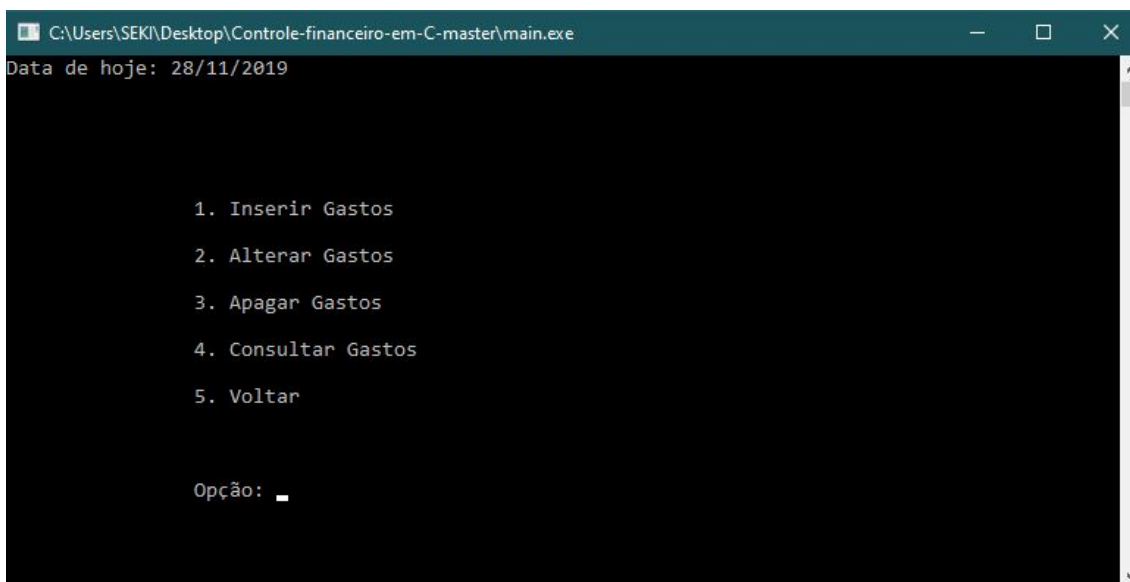 C:\Users\SEKI\Desktop\Controle-financeiro-em-C-master\main.exe
Data de hoje: 28/11/2019
1. Inserir Gastos
2. Alterar Gastos
3. Apagar Gastos
4. Consultar Gastos
5. Voltar
Opção: